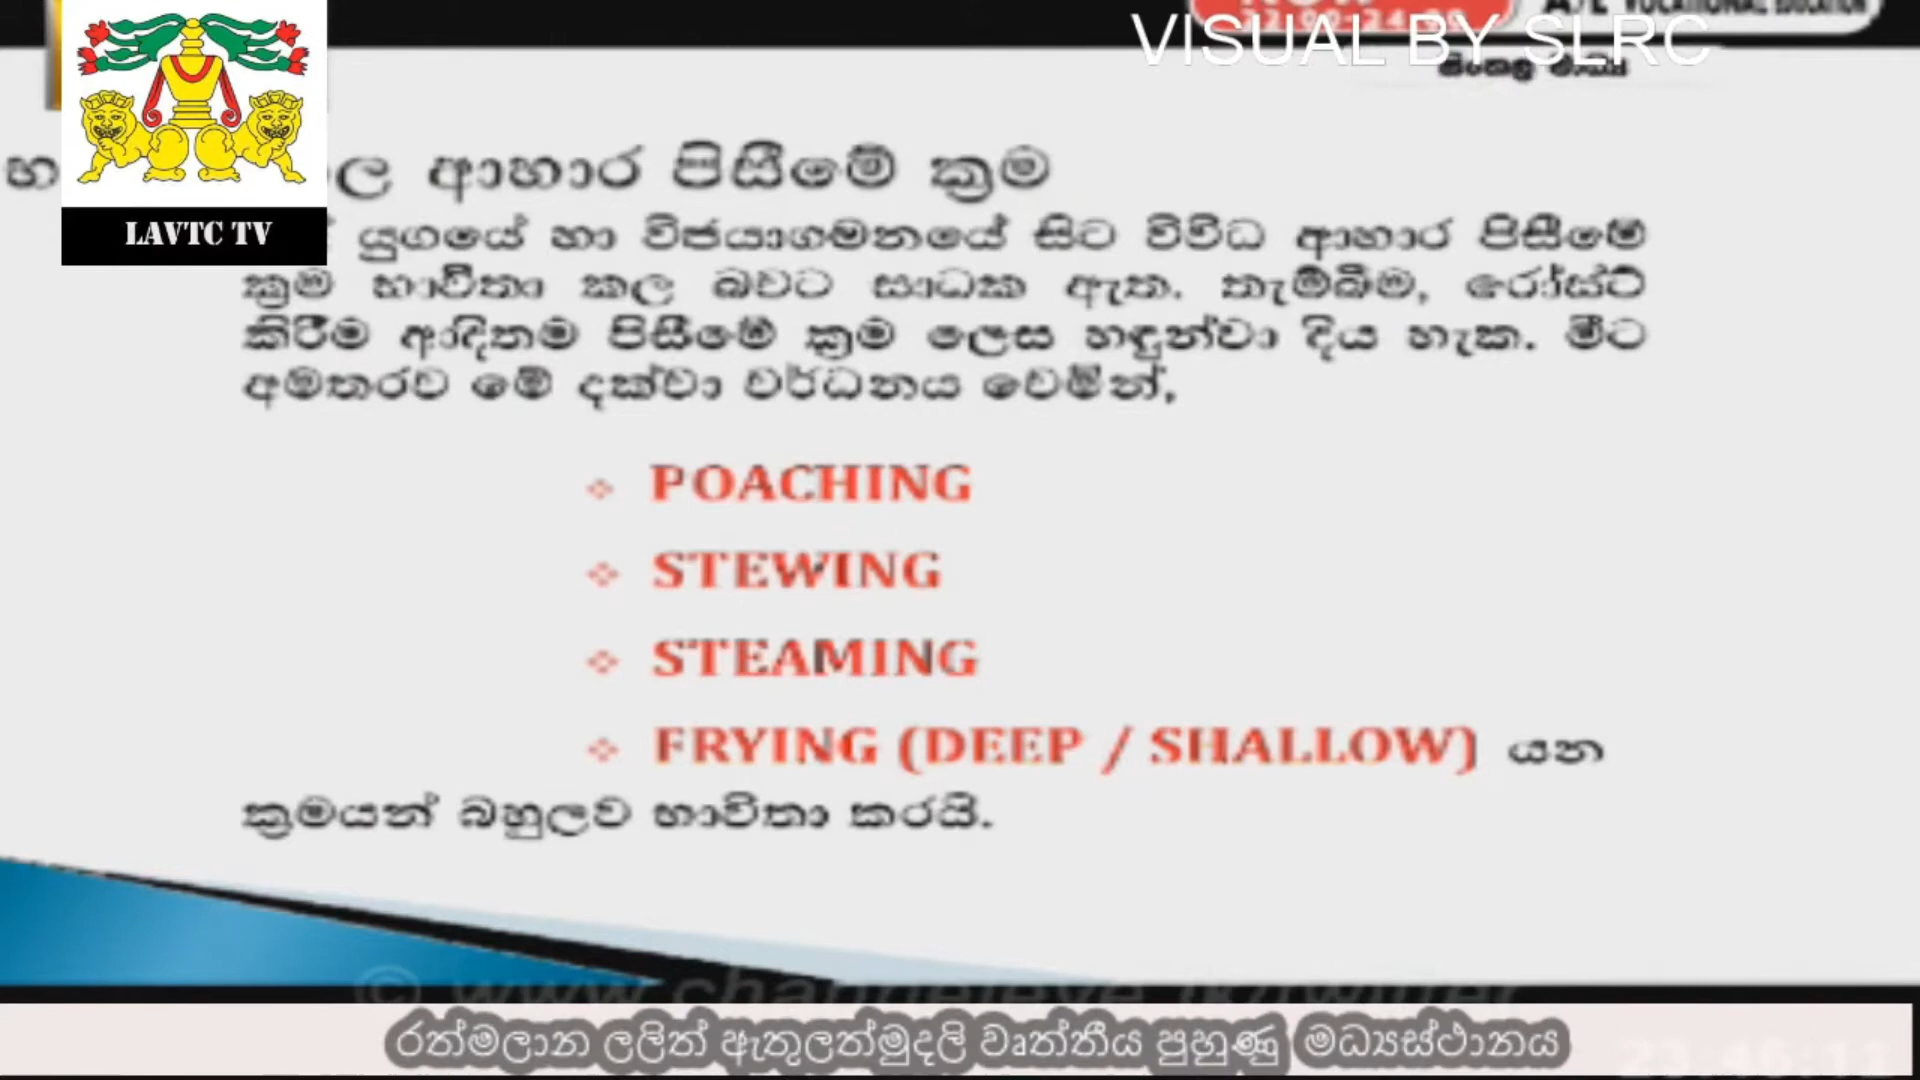 VOCATIONAL EDUCATION
VISUAL BY SLRC
ආහාර පිසීමේ ක්‍රම
LAVTC TV
යුගයේ හා විජයාගමනයේ සිට විවිධ ආහාර පිසීමේ
ක්‍රම භාවිතා කල බවට සාධක ඇත. තැම්බීම, රෝස්ට්
කිරීම ආදිතම පිසීමේ ක්‍රම ලෙස හඳුන්වා දිය හැක. මීට
අමතරව මේ දක්වා වර්ධනය වෙමින්,
POACHING
STEWING
STEAMING
FRYING (DEEP / SHALLOW) යන
ක්‍රමයන් බහුලව භාවිතා කරයි.
රත්මලාන ලලිත් ඇතුලත්මුදලි වෘත්තීය පුහුණු මධ්‍යස්ථානය